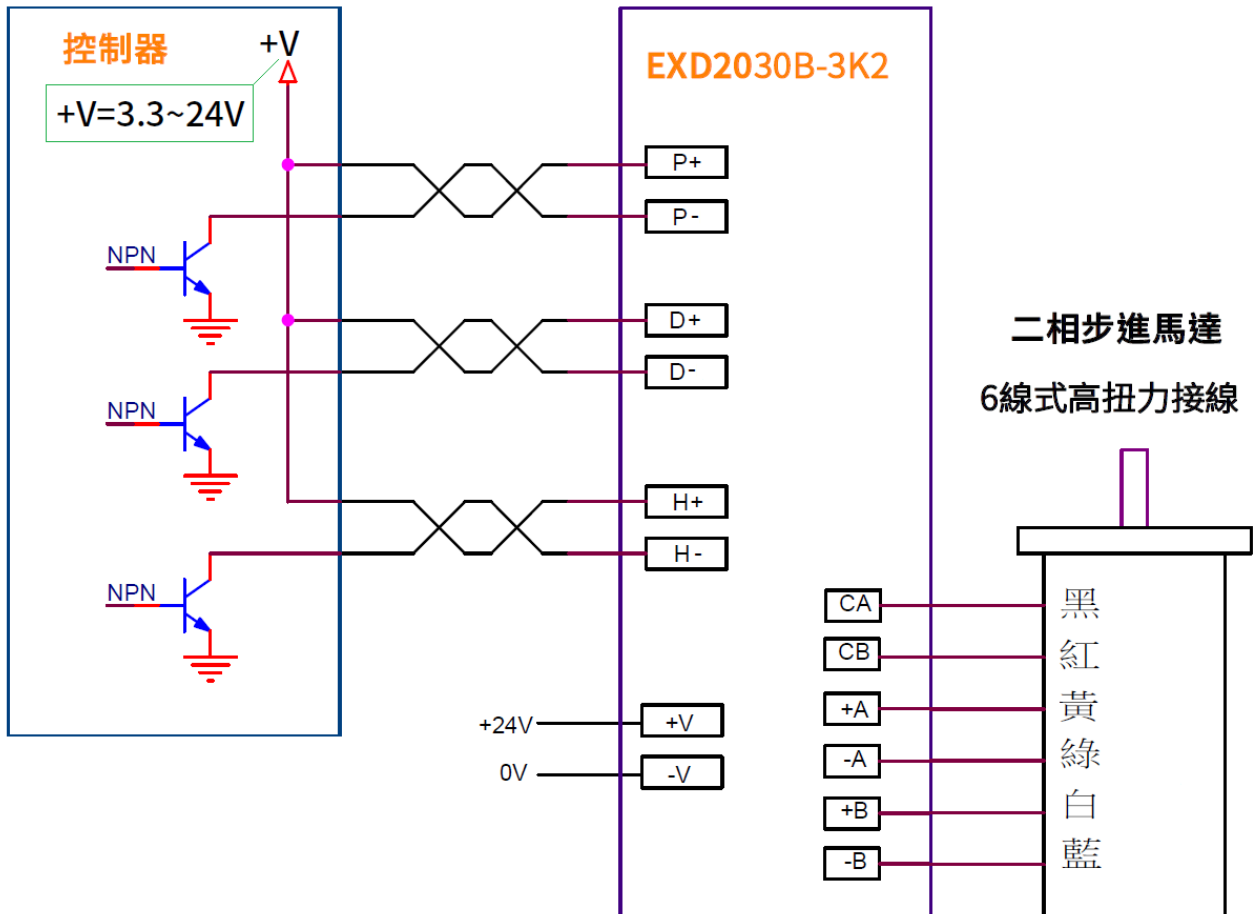 控制器
+V
+V=3.3~24V
NPN
NPN
NPN
EXD2030B-3K2
P+
P-
D+
D-
H+
H-
+24V
+V
0V
-V
CA
CB
+A
-A
+B
-B
二相步進馬達
6線式高扭力接線
黑
紅
黃
綠
白
藍